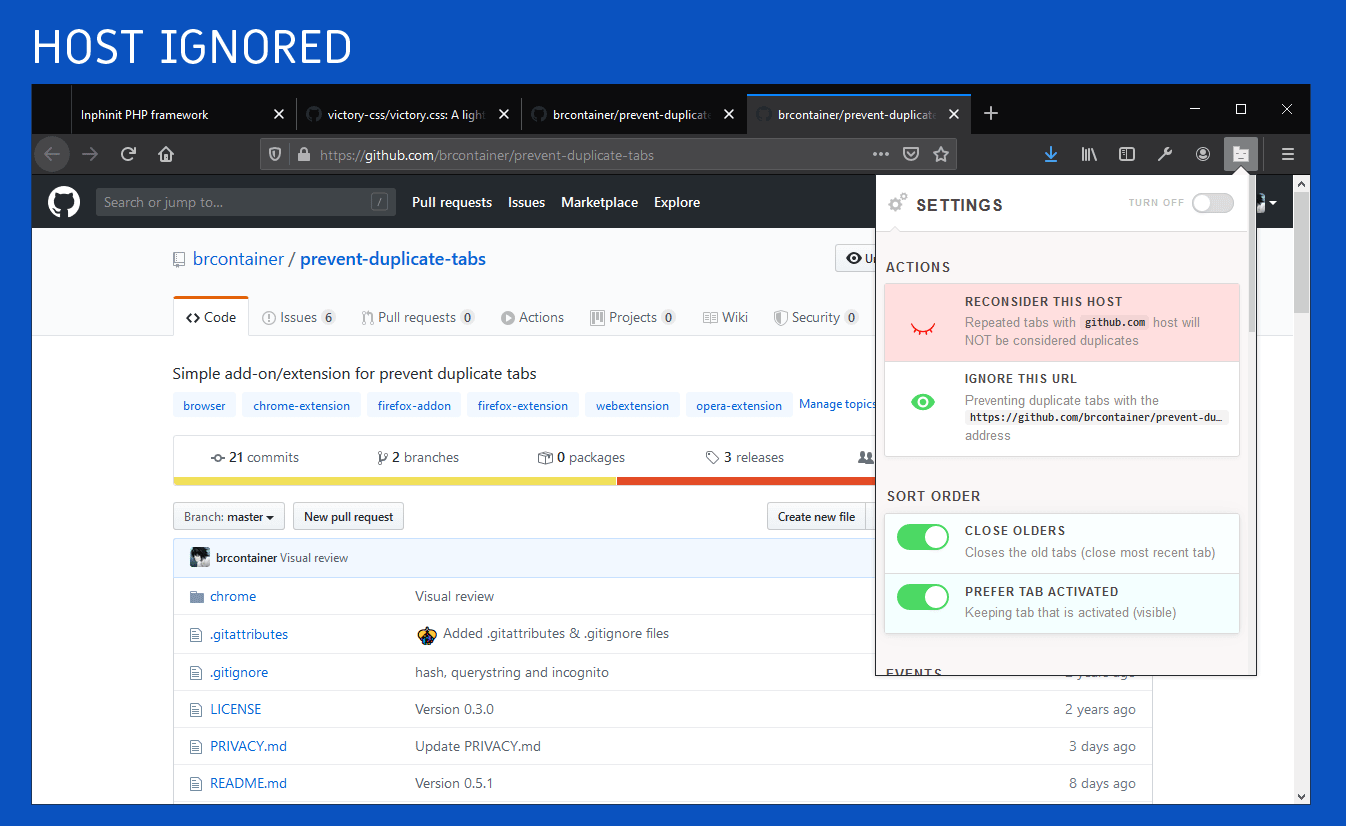 HOST IGNORED
Inphinit PHP framework
victory-css/victory.css: A light
brcontainer/prevent-duplicate
brcontainer/prevent-duplicate
https://github.com/brcontainer/prevent-duplicate-tabs
Search or jump to...
/
Pull requests Issues Marketplace Explore
SETTINGS
TURN OFF
brcontainer / prevent-duplicate-tabs
Code
Issues 6
Pull requests 0
Actions
Projects 0
Wiki
Security 0
Simple add-on/extension for prevent duplicate tabs
browser chrome-extension firefox-addon firefox-extension webextension opera-extension Manage topics
21 commits
2 branches
0 packages
3 releases
Branch: master
New pull request
Create new file
brcontainer Visual review
chrome Visual review
.gitattributes Added .gitattributes & .gitignore files
.gitignore hash, querystring and incognito 2 years ago
LICENSE Version 0.3.0 2 years ago
PRIVACY.md Update PRIVACY.md 3 days ago
README.md Version 0.5.1 8 days ago
ACTIONS
RECONSIDER THIS HOST
Repeated tabs with github.com host will
NOT be considered duplicates
IGNORE THIS URL
Preventing duplicate tabs with the
https://github.com/brcontainer/prevent-du…
address
SORT ORDER
CLOSE OLDERS
Closes the old tabs (close most recent tab)
PREFER TAB ACTIVATED
Keeping tab that is activated (visible)
EVENTS